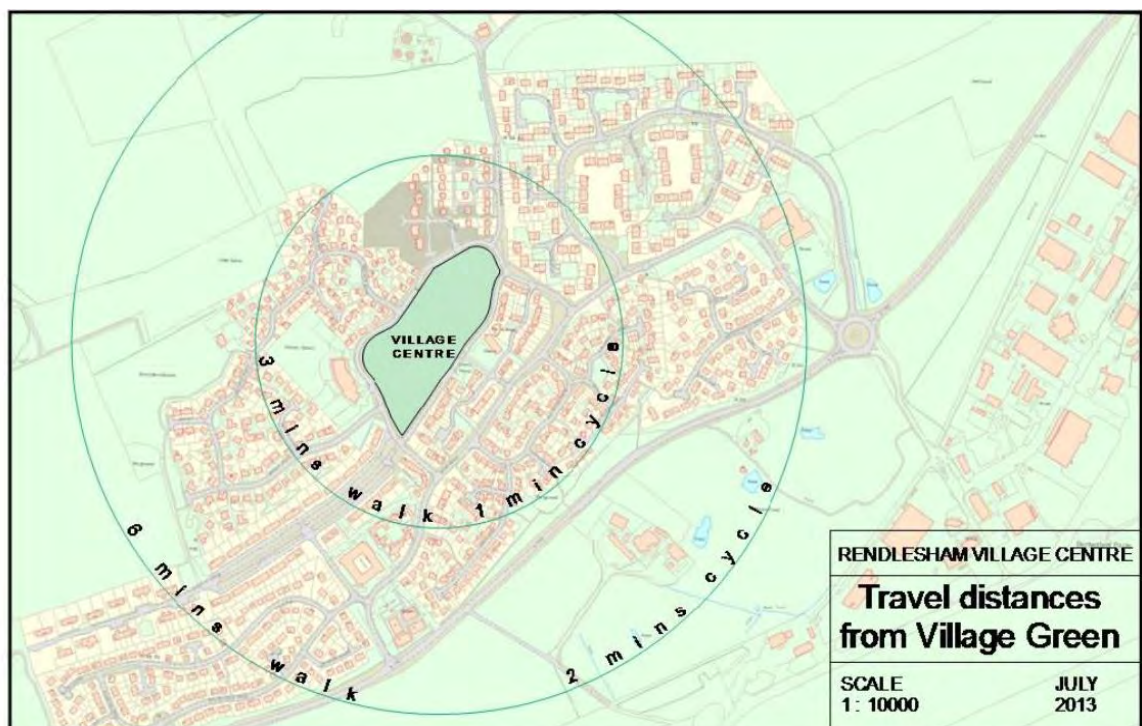 VILLAGE
CENTRE
3 mins walk 1 min cycle
6 mins walk 2 mins cycle
RENDLESHAM VILLAGE CENTRE
Travel distances
from Village Green
SCALE JULY
1: 10000 2013